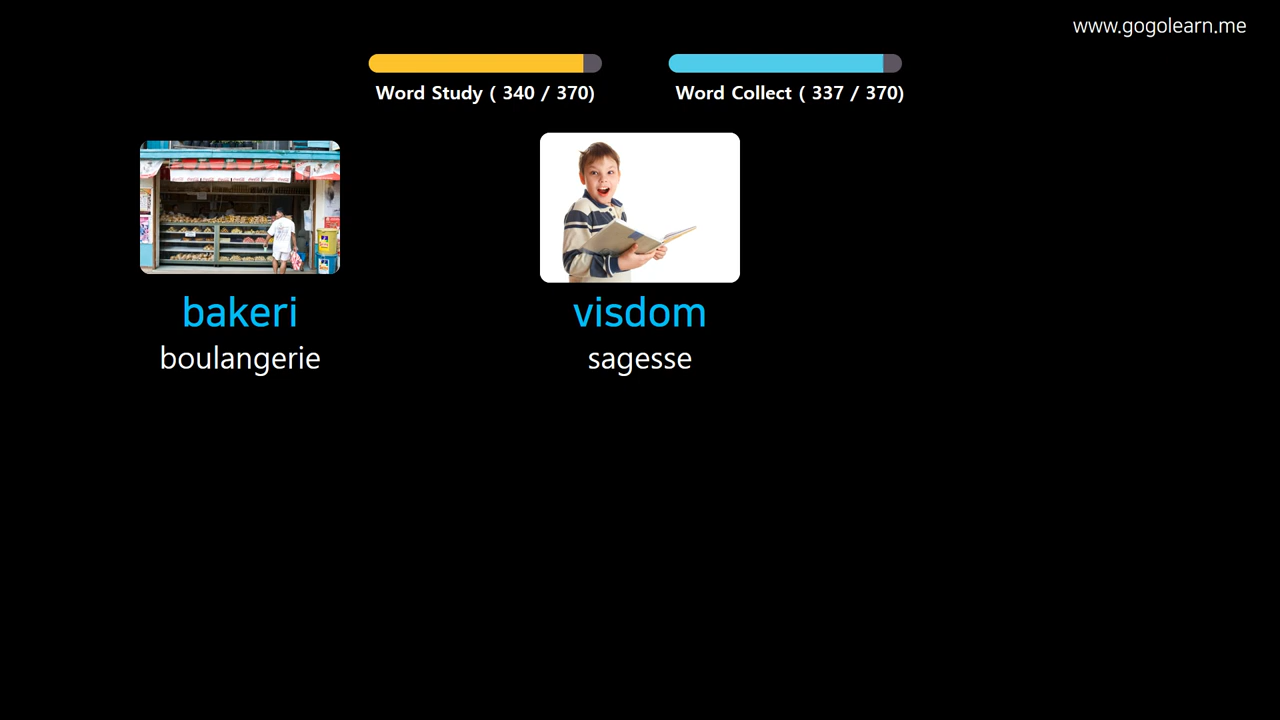 www.gogolearn.me
Word Study ( 340 / 370)
Word Collect ( 337 / 370)
bakeri
visdom
boulangerie
sagesse